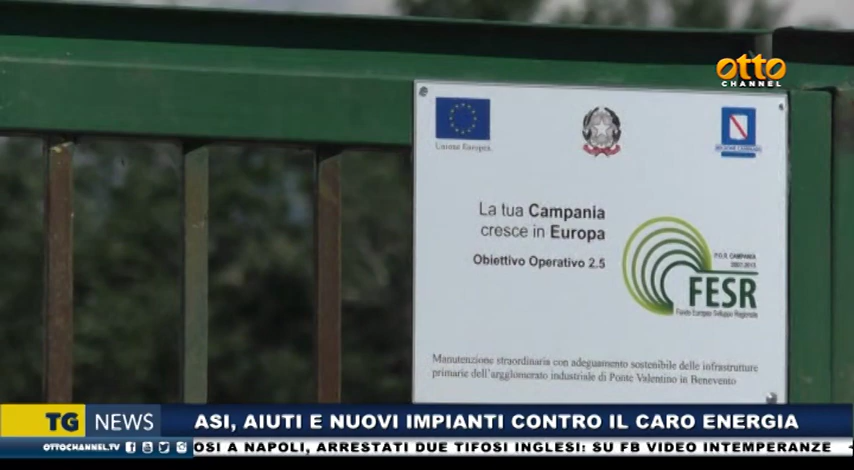 otto
CHANNEL
Unione Europea
REGIONE CAMPANIA
La tua Campania
cresce in Europa
Obiettivo Operativo 2.5
P.O.R. CAMPANIA
2007-2013
FESR
Fondo Europeo Sviluppo Regionale
Manutenzione straordinaria con adeguamento sostenibile delle infrastrutture
primarie dell'argglomerato industriale di Ponte Valentino in Benevento
TG NEWS
ASI, AIUTI E NUOVI IMPIANTI CONTRO IL CARO ENERGIA
OTTOCHANNEL.TV
OSI A NAPOLI, ARRESTATI DUE TIFOSI INGLESI: SU FB VIDEO INTEMPERANZE